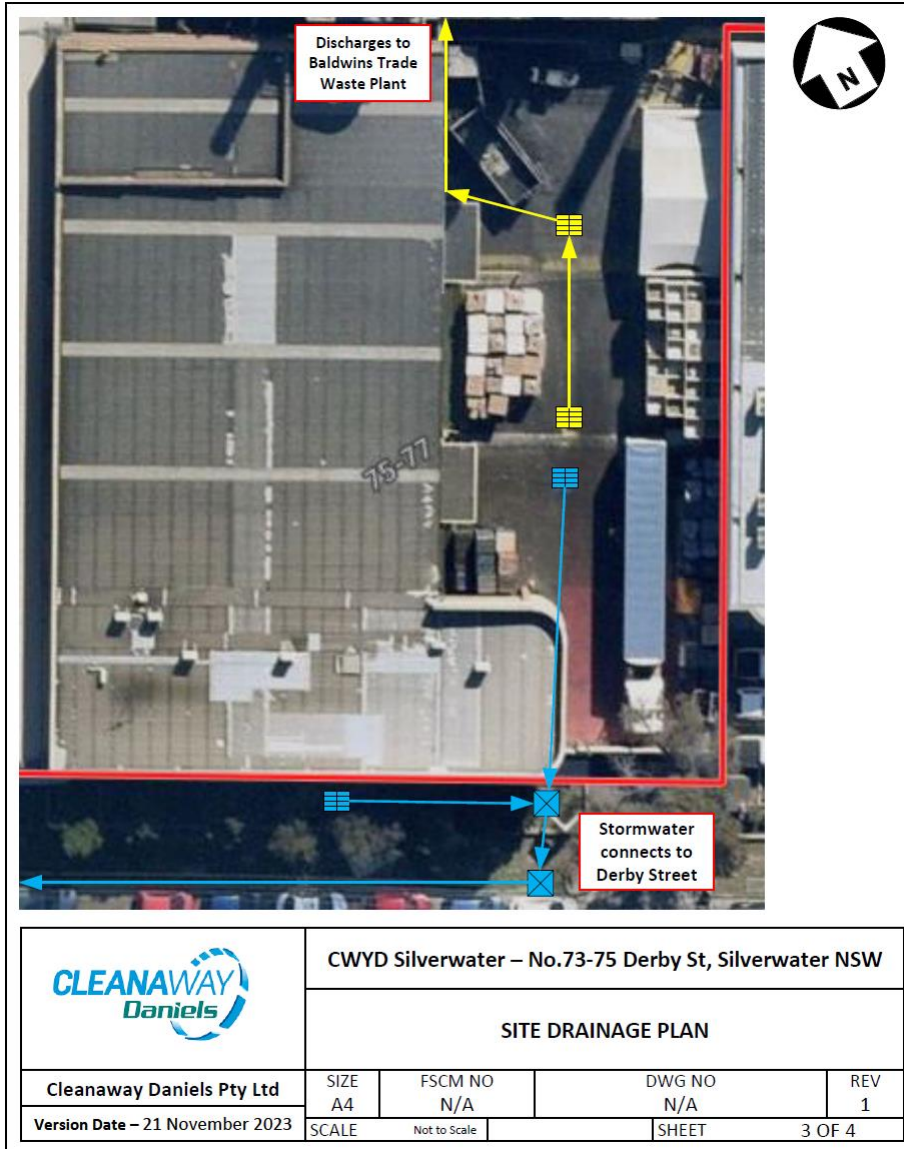 Discharges to
Baldwins Trade
Waste Plant
N
75-77
Stormwater
connects to
Derby Street
CLEANAWAY
Daniels
CWYD Silverwater – No.73-75 Derby St, Silverwater NSW
SITE DRAINAGE PLAN
Cleanaway Daniels Pty Ltd
SIZE FSCM NO DWG NO REV
A4 N/A N/A 1
Version Date – 21 November 2023
SCALE Not to Scale SHEET 3 OF 4